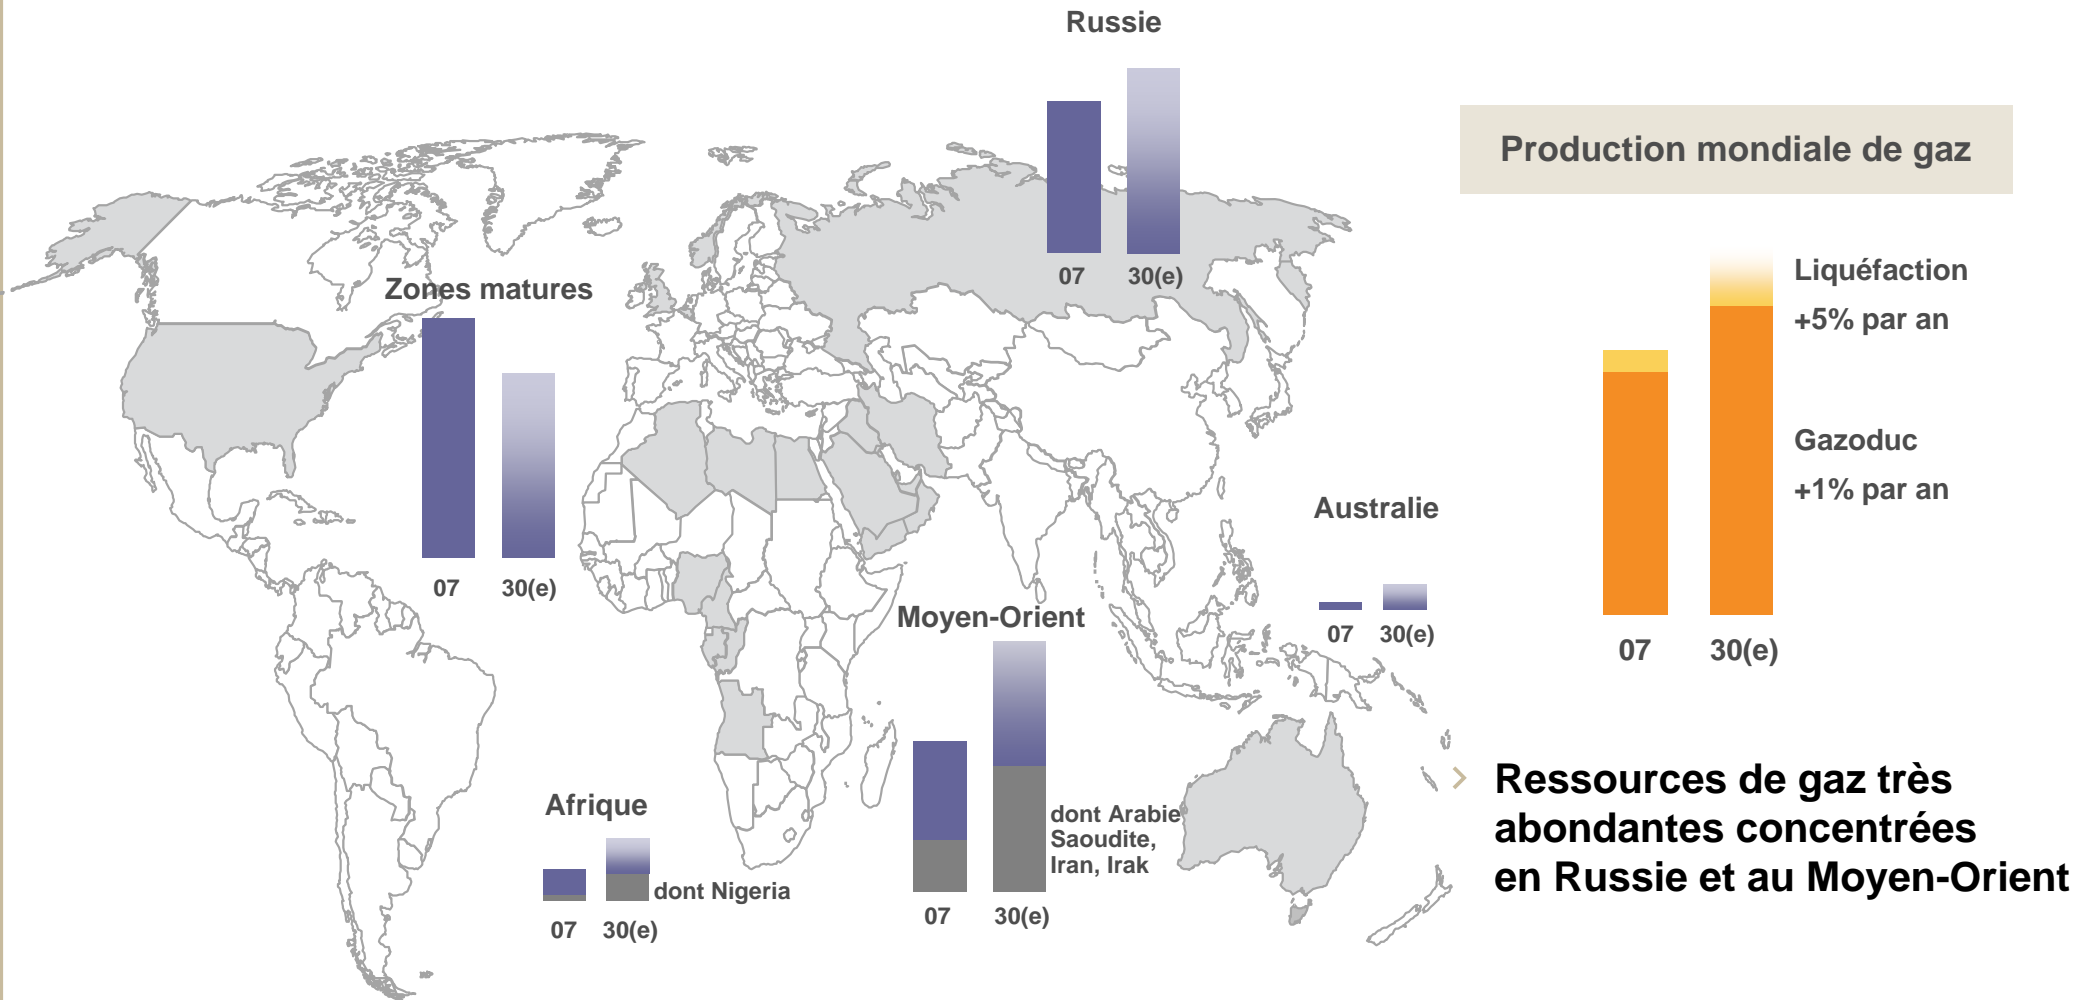 Russie
07
30(e)
Zones matures
07
30(e)
Afrique
dont Nigeria
07
30(e)
Moyen-Orient
dont Arabie
Saoudite,
Iran, Irak
07
30(e)
Australie
07
30(e)
Production mondiale de gaz
Liquéfaction
+5% par an
Gazoduc
+1% par an
07
30(e)
Ressources de gaz très
abondantes concentrées
en Russie et au Moyen-Orient